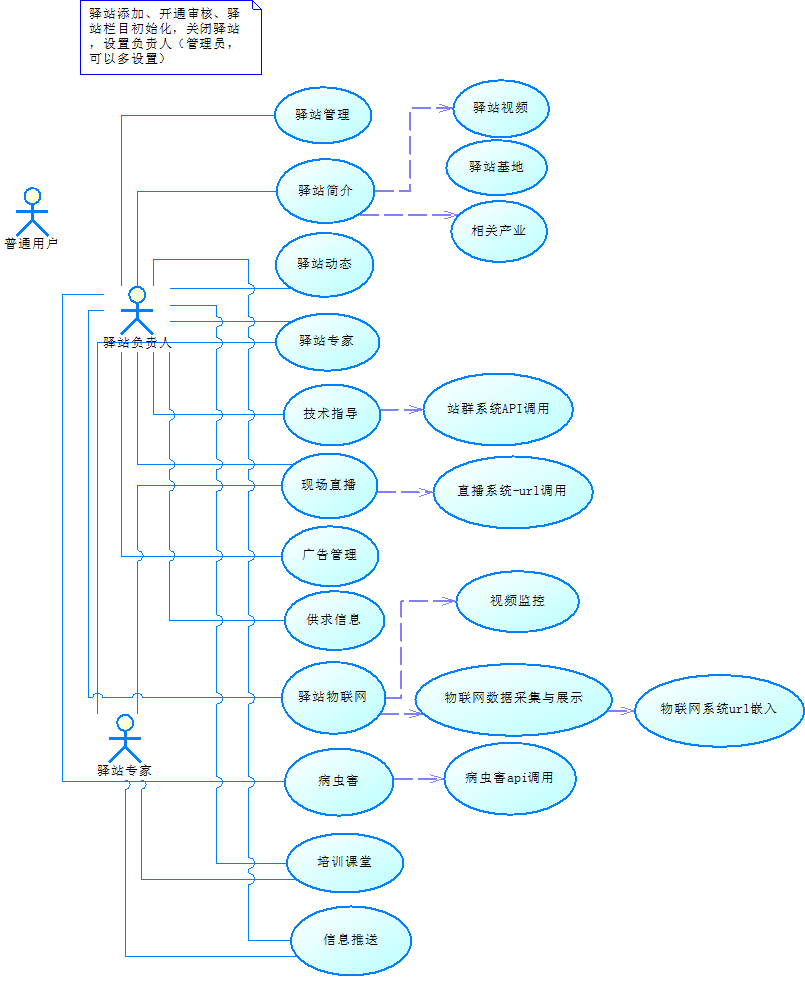 驿站添加、开通审核、驿
站栏目初始化，关闭驿站
，设置负责人（管理员，
可以多设置）
驿站管理
驿站视频
驿站基地
驿站简介
相关产业
普通用户
驿站动态
驿站负责人
驿站专家
技术指导
站群系统API调用
现场直播
直播系统-url调用
广告管理
供求信息
视频监控
驿站物联网
物联网数据采集与展示
物联网系统url嵌入
驿站专家
病虫害
病虫害api调用
培训课堂
信息推送